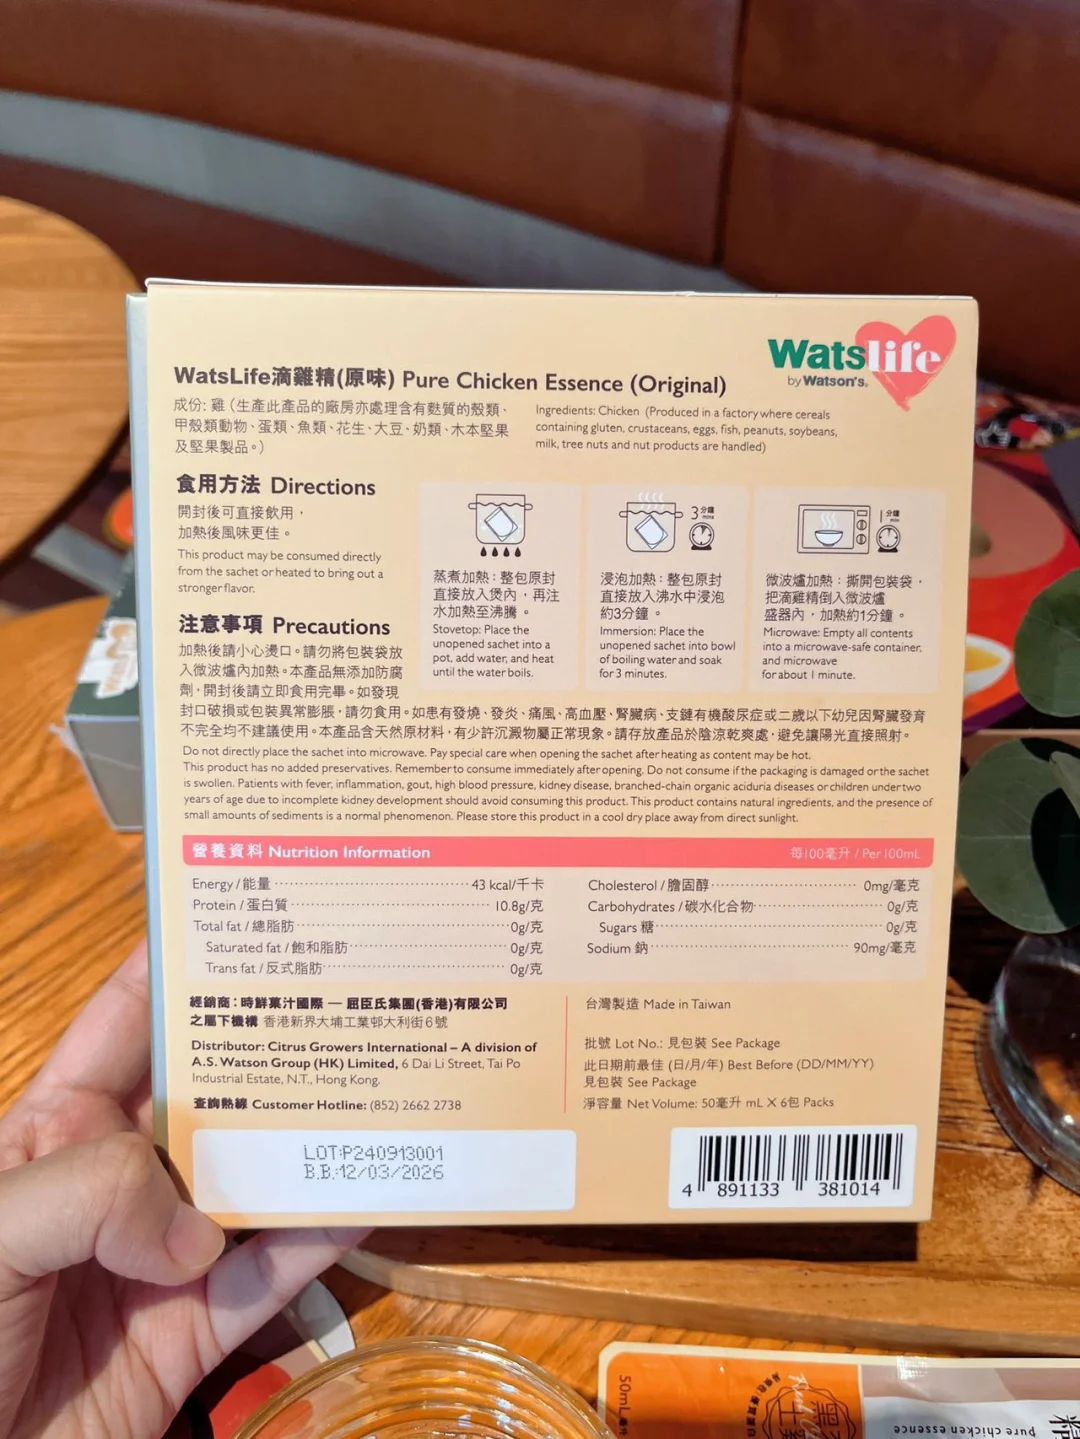 Watslife
by Watson's
WatsLife滴雞精(原味) Pure Chicken Essence (Original)
成份: 雞 (生產此產品的廠房亦處理含有麩質的穀類、
甲殼類動物、蛋類、魚類、花生、大豆、奶類、木本堅果
及堅果製品。)
Ingredients: Chicken (Produced in a factory where cereals
containing gluten, crustaceans, eggs, fish, peanuts, soybeans,
milk, tree nuts and nut products are handled)
食用方法 Directions
開封後可直接飲用，
加熱後風味更佳。
This product may be consumed directly
from the sachet or heated to bring out a
stronger flavor.
蒸煮加熱：整包原封
直接放入煲內，再注
水加熱至沸騰。
Stovetop: Place the
unopened sachet into a
pot, add water, and heat
until the water boils.
3分鐘
mins
浸泡加熱：整包原封
直接放入沸水中浸泡
約3分鐘。
Immersion: Place the
unopened sachet into bowl
of boiling water and soak
for 3 minutes.
1分鐘
min
微波爐加熱：撕開包裝袋，
把滴雞精倒入微波爐
盛器內，加熱約1分鐘。
Microwave: Empty all contents
into a microwave-safe container,
and microwave
for about 1 minute.
注意事項 Precautions
加熱後請小心燙口。請勿將包裝袋放
入微波爐內加熱。本產品無添加防腐
劑，開封後請立即食用完畢。如發現
封口破損或包裝異常膨脹，請勿食用。如患有發燒、發炎、痛風、高血壓、腎臟病、支鏈有機酸尿症或二歲以下幼兒因腎臟發育
不完全均不建議使用。本產品含天然原材料，有少許沉澱物屬正常現象。請存放產品於陰涼乾爽處，避免讓陽光直接照射。
Do not directly place the sachet into microwave. Pay special care when opening the sachet after heating as content may be hot.
This product has no added preservatives. Remember to consume immediately after opening. Do not consume if the packaging is damaged or the sachet
is swollen. Patients with fever, inflammation, gout, high blood pressure, kidney disease, branched-chain organic aciduria diseases or children under two
years of age due to incomplete kidney development should avoid consuming this product. This product contains natural ingredients, and the presence of
small amounts of sediments is a normal phenomenon. Please store this product in a cool dry place away from direct sunlight.
營養資料 Nutrition Information 每100毫升 / Per 100mL
Energy / 能量 43 kcal/千卡
Protein / 蛋白質 10.8g/克
Total fat / 總脂肪 0g/克
Saturated fat / 飽和脂肪 0g/克
Trans fat / 反式脂肪 0g/克
Cholesterol / 膽固醇 0mg/毫克
Carbohydrates / 碳水化合物 0g/克
Sugars 糖 0g/克
Sodium 鈉 90mg/毫克
經銷商：時鮮菓汁國際 — 屈臣氏集團(香港)有限公司
之屬下機構 香港新界大埔工業邨大利街6號
Distributor: Citrus Growers International – A division of
A.S. Watson Group (HK) Limited, 6 Dai Li Street, Tai Po
Industrial Estate, N.T., Hong Kong.
查詢熱線 Customer Hotline: (852) 2662 2738
台灣製造 Made in Taiwan
批號 Lot No.: 見包裝 See Package
此日期前最佳 (日/月/年) Best Before (DD/MM/YY)
見包裝 See Package
淨容量 Net Volume: 50毫升 mL X 6包 Packs
LOT:P240913001
B.B.:12/03/2026
4 891133 381014
50mL
pure chicken essence